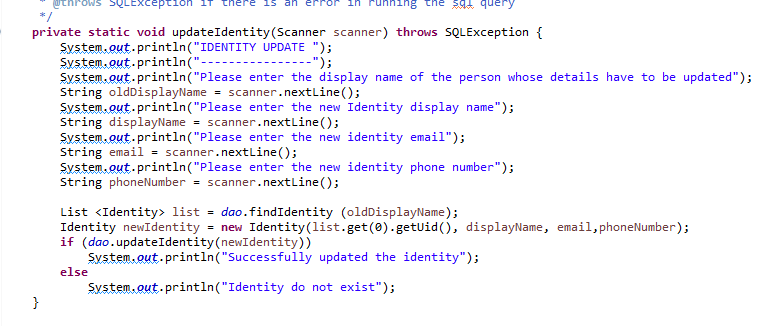 * @throws SQLException if there is an error in running the sql query
*/
private static void updateIdentity(Scanner scanner) throws SQLException {
System.out.println("IDENTITY UPDATE ");
System.out.println("----------------");
System.out.println("Please enter the display name of the person whose details have to be updated");
String oldDisplayName = scanner.nextLine();
System.out.println("Please enter the new Identity display name");
String displayName = scanner.nextLine();
System.out.println("Please enter the new identity email");
String email = scanner.nextLine();
System.out.println("Please enter the new identity phone number");
String phoneNumber = scanner.nextLine();
List <Identity> list = dao.findIdentity (oldDisplayName);
Identity newIdentity = new Identity(list.get(0).getUid(), displayName, email,phoneNumber);
if (dao.updateIdentity(newIdentity))
System.out.println("Successfully updated the identity");
else
System.out.println("Identity do not exist");
}